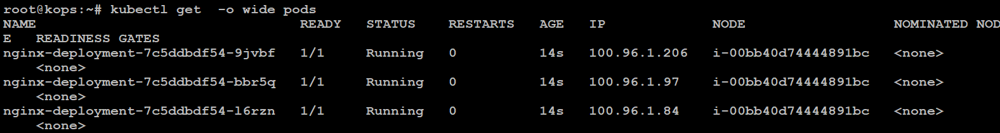 root@kops:~# kubectl get  -o wide pods
NAME                                READY   STATUS    RESTARTS   AGE   IP             NODE                  NOMINATED NOD
E   READINESS GATES
nginx-deployment-7c5ddbdf54-9jvbf   1/1     Running   0          14s   100.96.1.206   i-00bb40d74444891bc   <none>
    <none>
nginx-deployment-7c5ddbdf54-bbr5q   1/1     Running   0          14s   100.96.1.97    i-00bb40d74444891bc   <none>
    <none>
nginx-deployment-7c5ddbdf54-l6rzn   1/1     Running   0          14s   100.96.1.84    i-00bb40d74444891bc   <none>
    <none>